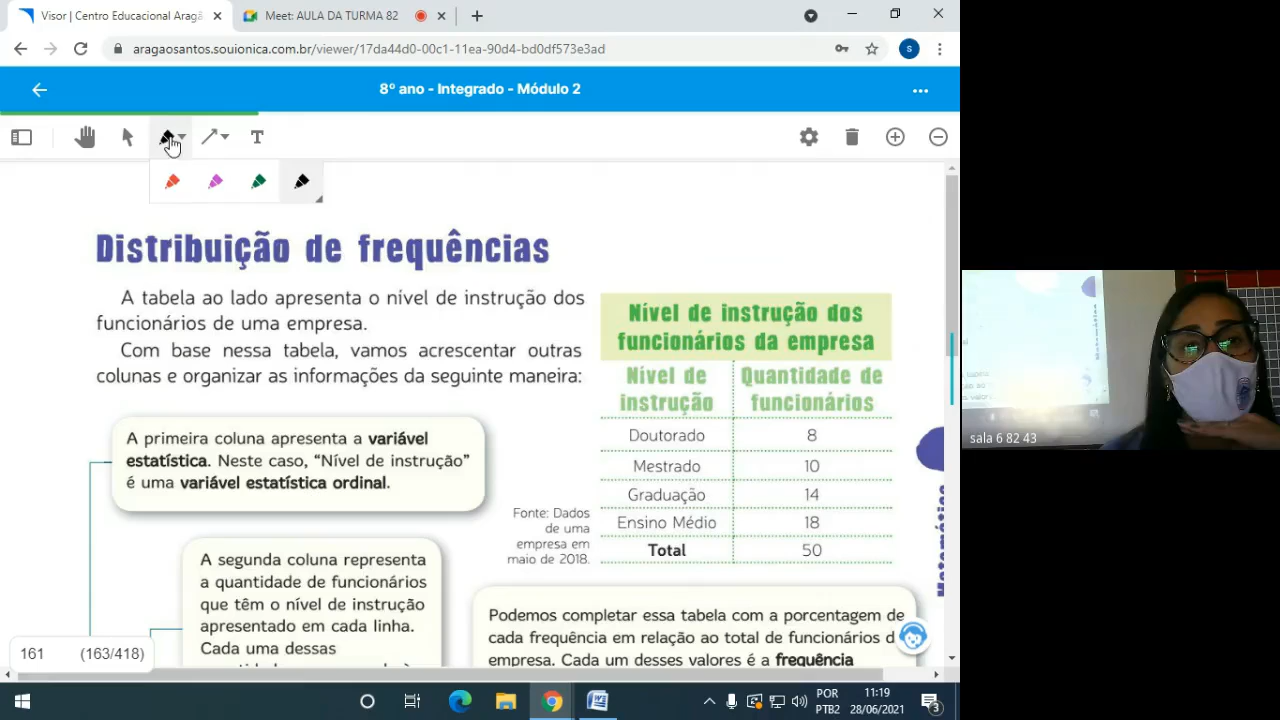 Visor | Centro Educacional Aragã
Meet: AULA DA TURMA 82
aragaosantos.souionica.com.br/viewer/17da44d0-00c1-11ea-90d4-bd0df573e3ad
S
8º ano - Integrado - Módulo 2
T
Distribuição de frequências
A tabela ao lado apresenta o nível de instrução dos
funcionários de uma empresa.
Com base nessa tabela, vamos acrescentar outras
colunas e organizar as informações da seguinte maneira:
Nível de instrução dos
funcionários da empresa
Nível de instrução Quantidade de funcionários
Doutorado 8
Mestrado 10
Graduação 14
Ensino Médio 18
Total 50
Fonte: Dados
de uma
empresa em
maio de 2018.
A primeira coluna apresenta a variável
estatística. Neste caso, “Nível de instrução”
é uma variável estatística ordinal.
A segunda coluna representa
a quantidade de funcionários
que têm o nível de instrução
apresentado em cada linha.
Cada uma dessas
Podemos completar essa tabela com a porcentagem de
cada frequência em relação ao total de funcionários d
empresa. Cada um desses valores é a frequência
Matemática
161 (163/418)
sala 6 82 43
POR
PTB2
11:19
28/06/2021
3